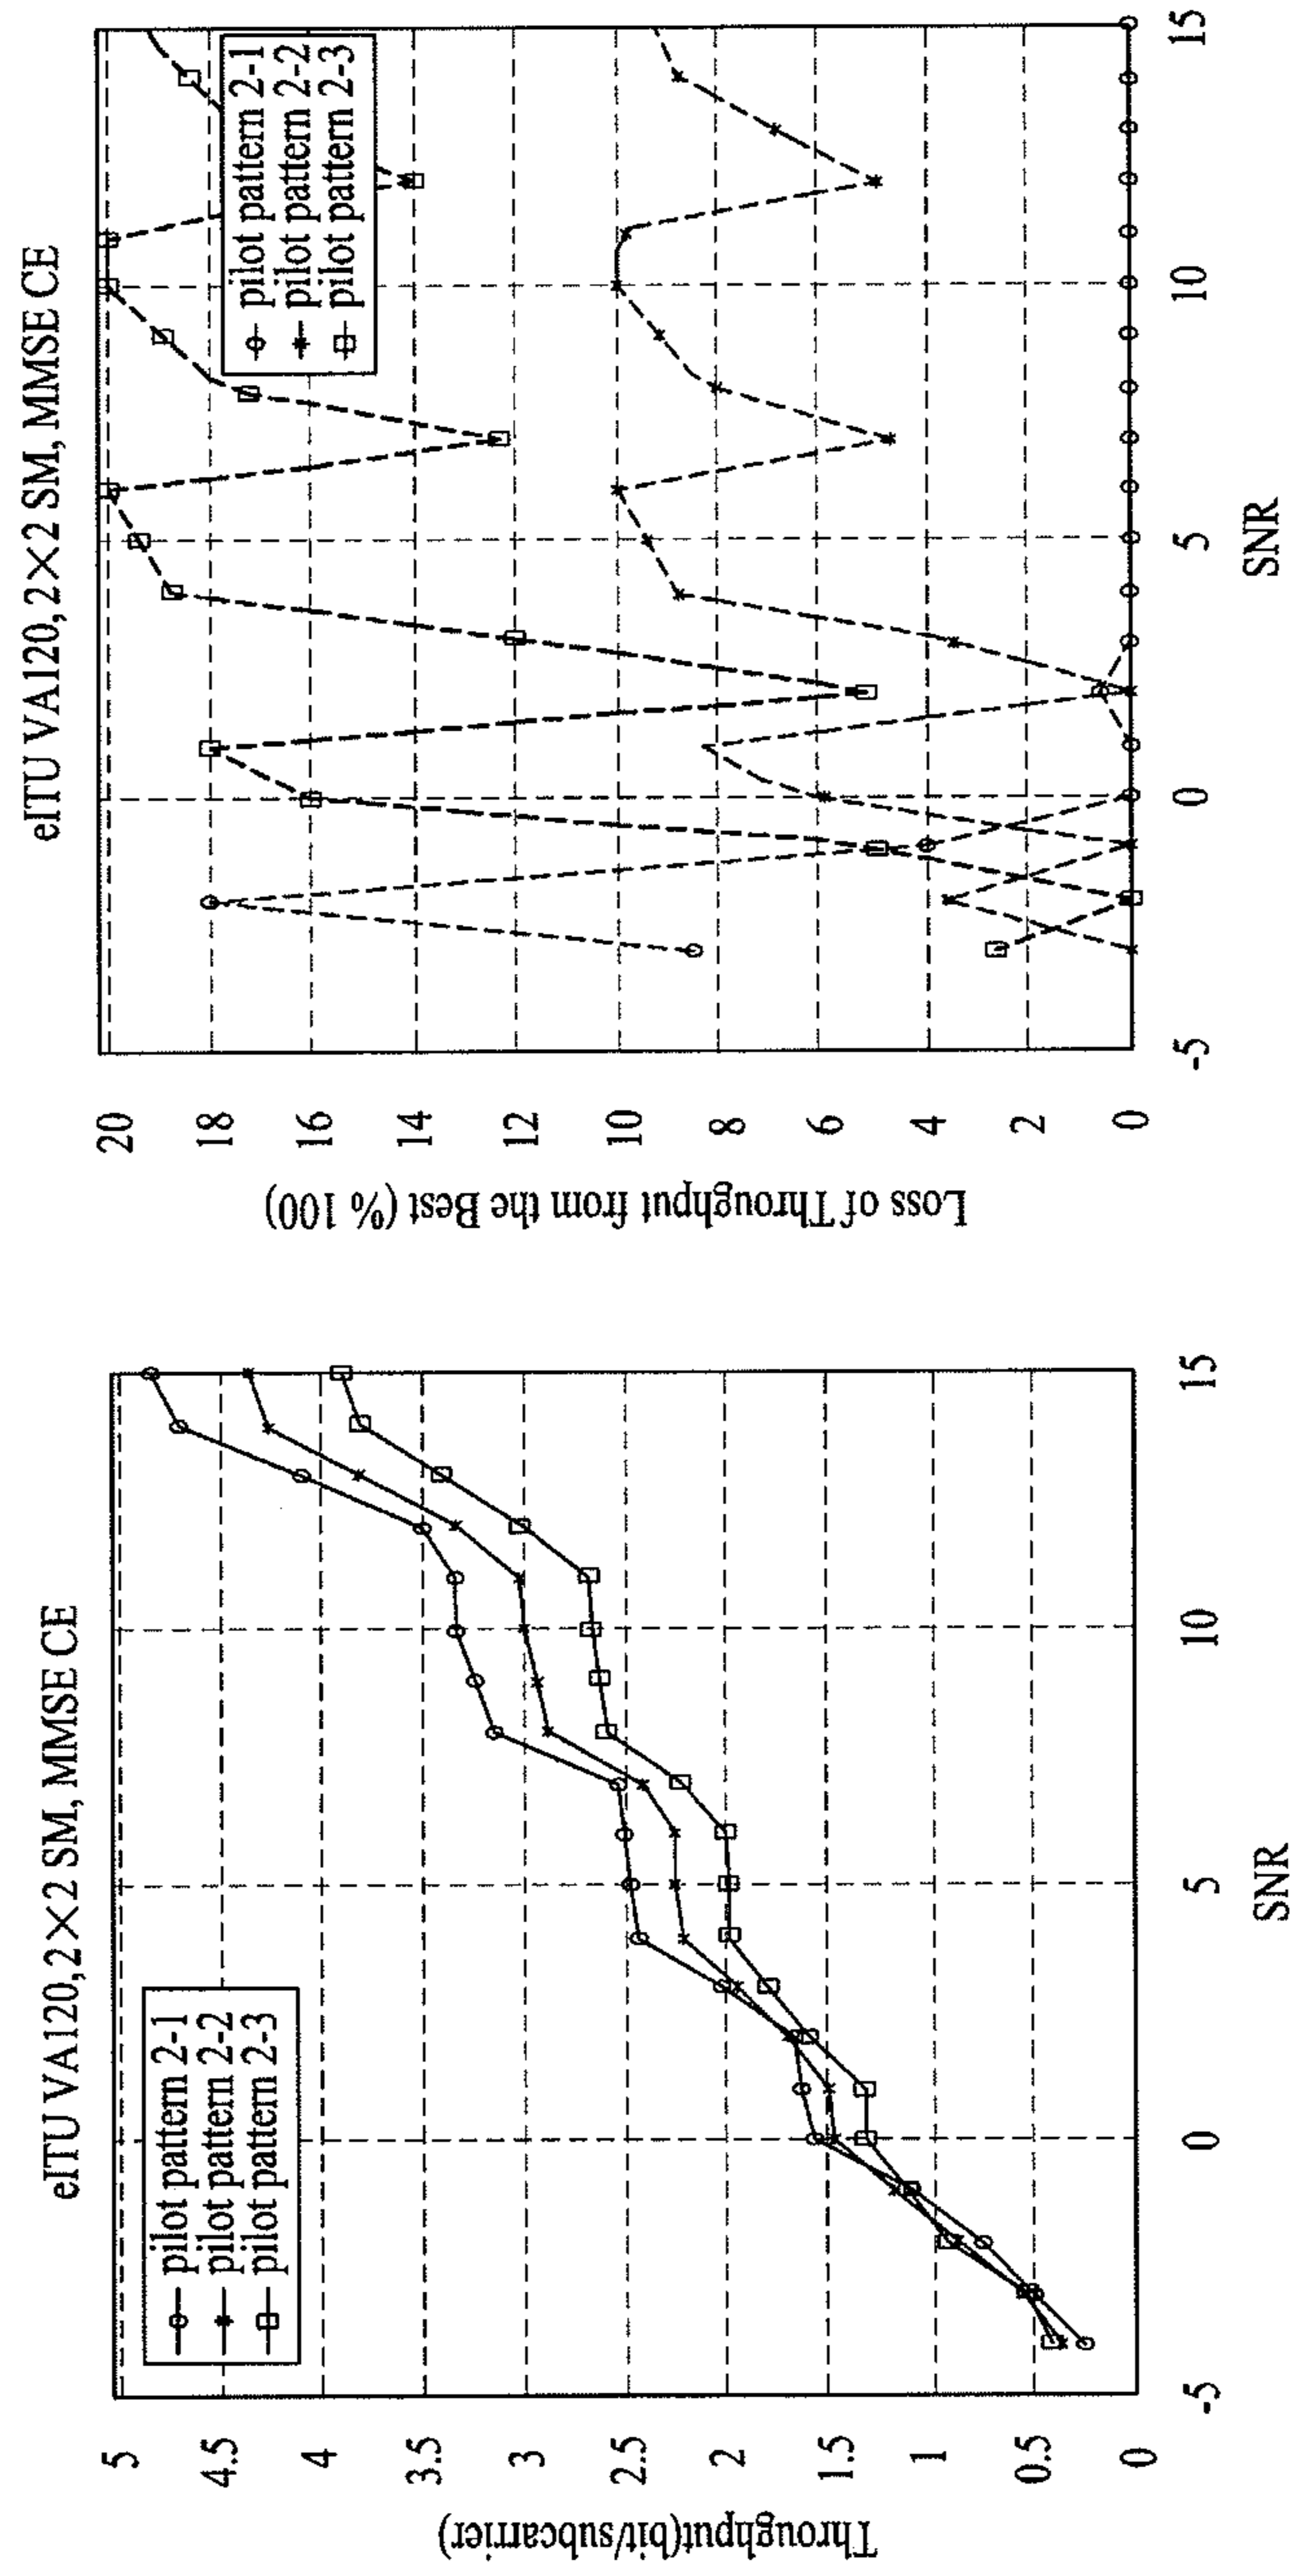 eITU VA120, 2×2 SM, MMSE CE
pilot pattern 2-1
pilot pattern 2-2
pilot pattern 2-3
Throughput(bit/subcarrier)
5
4.5
4
3.5
3
2.5
2
1.5
1
0.5
0
-5
0
5
10
15
SNR
eITU VA120, 2×2 SM, MMSE CE
pilot pattern 2-1
pilot pattern 2-2
pilot pattern 2-3
Loss of Throughput from the Best (% 100)
20
18
16
14
12
10
8
6
4
2
0
-5
0
5
10
15
SNR